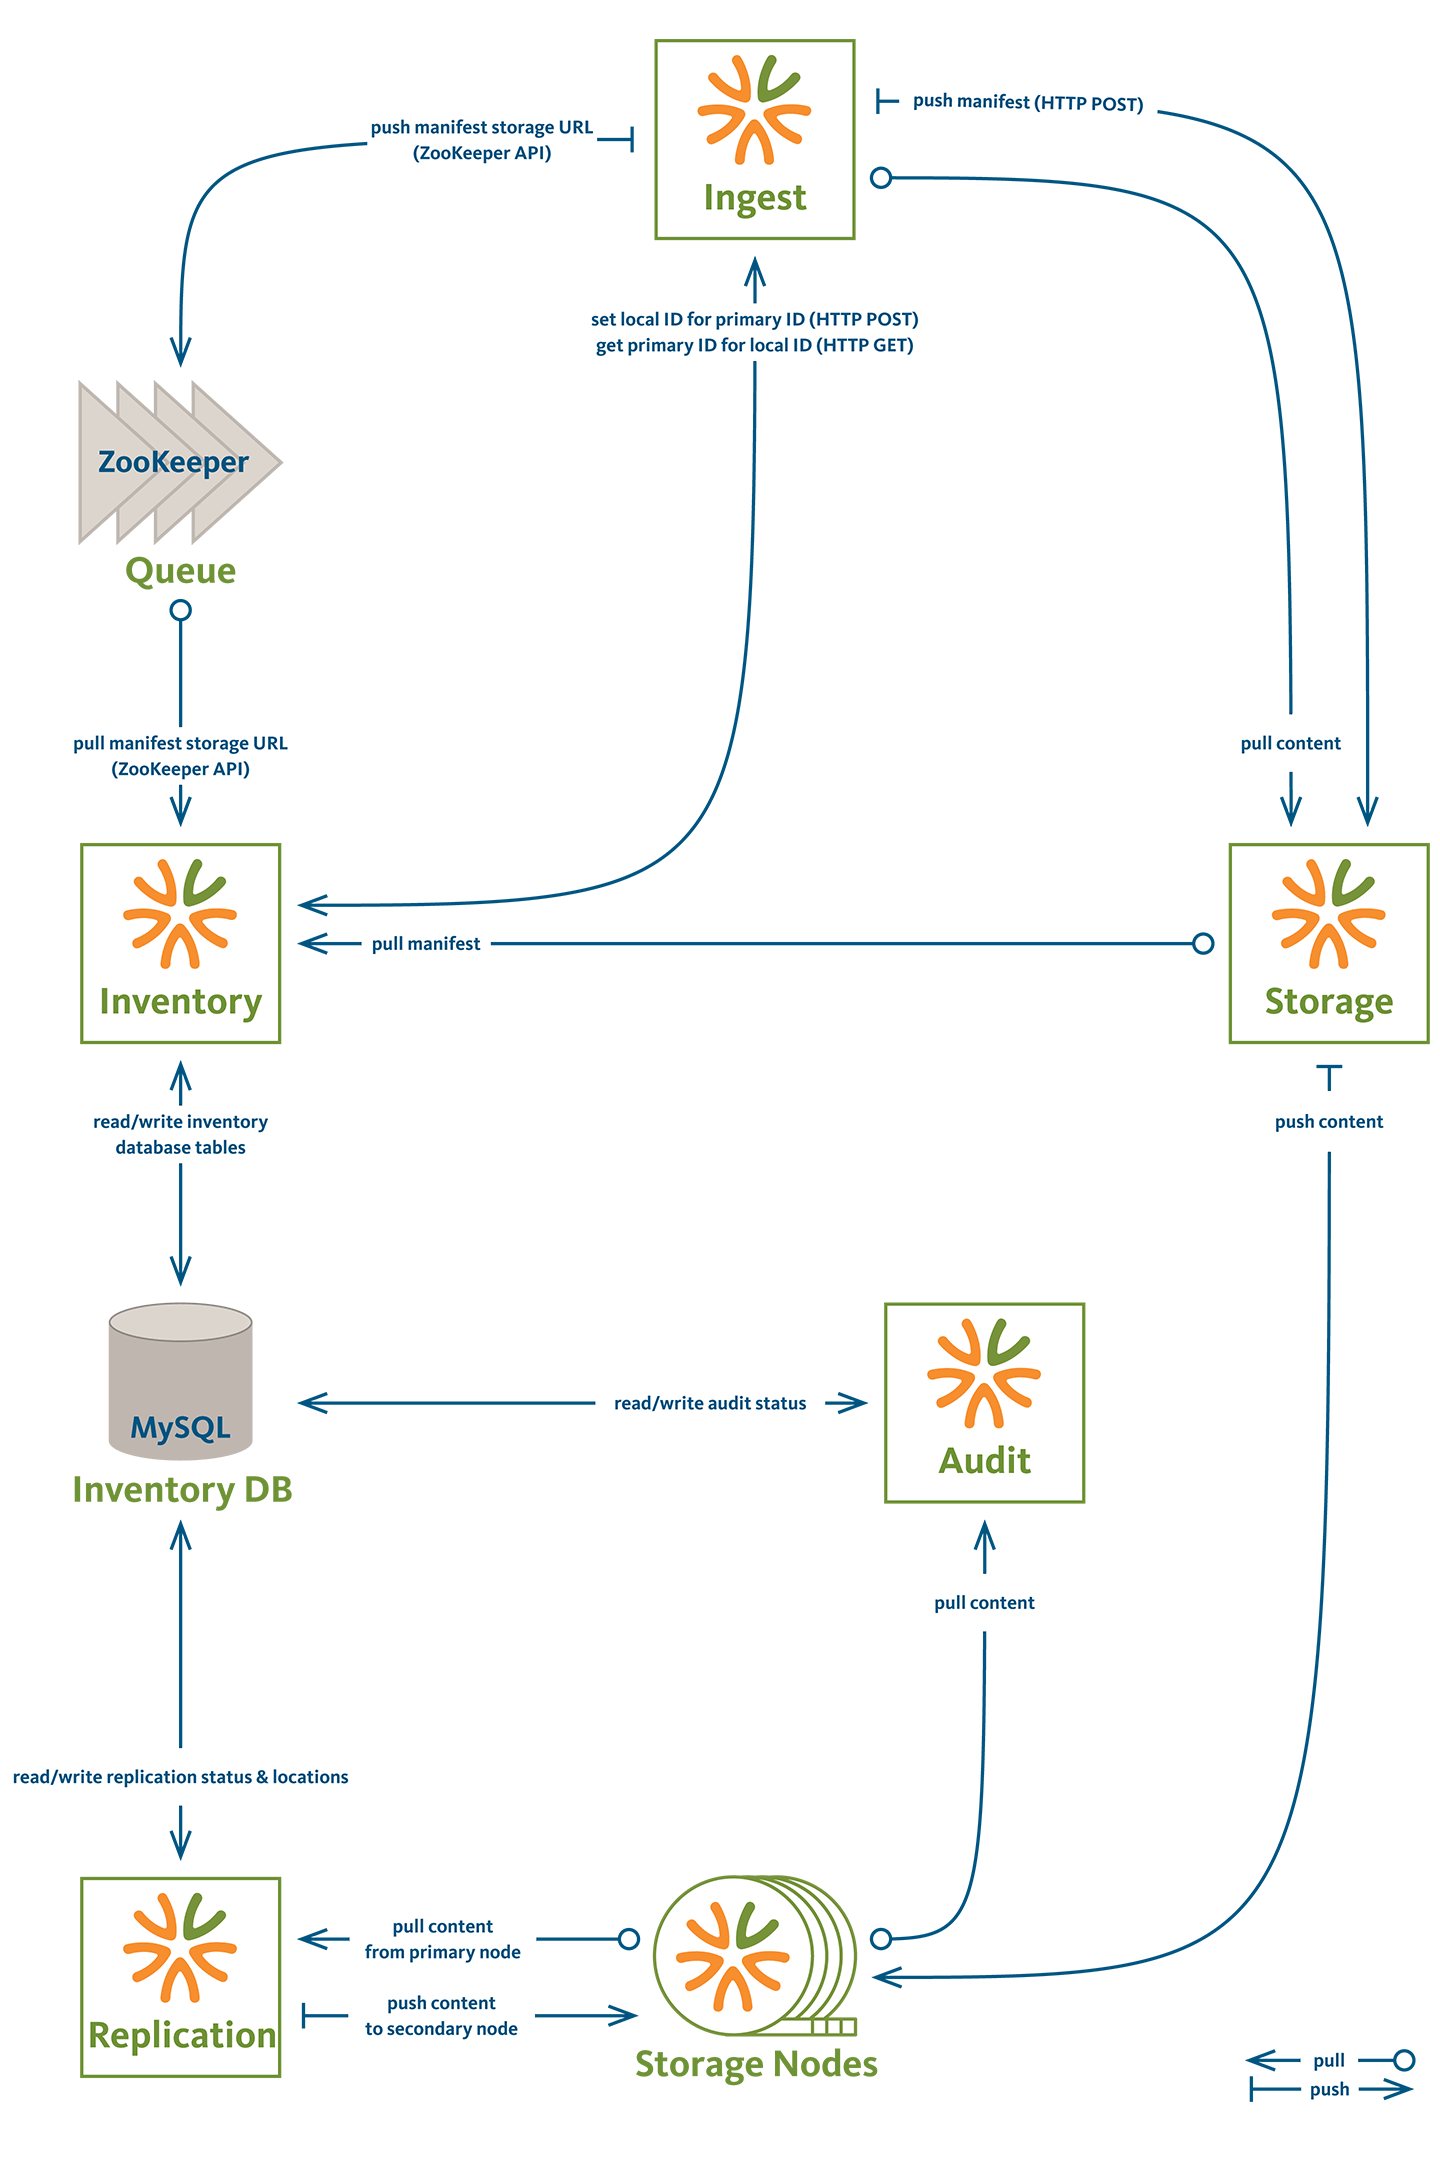 push manifest (HTTP POST)
push manifest storage URL
(ZooKeeper API)
Ingest
set local ID for primary ID (HTTP POST)
get primary ID for local ID (HTTP GET)
ZooKeeper
Queue
pull manifest storage URL
(ZooKeeper API)
pull content
pull manifest
Inventory
Storage
read/write inventory
database tables
push content
read/write audit status
MySQL
Inventory DB
Audit
pull content
read/write replication status & locations
pull content
from primary node
push content
to secondary node
Replication
Storage Nodes
pull
push